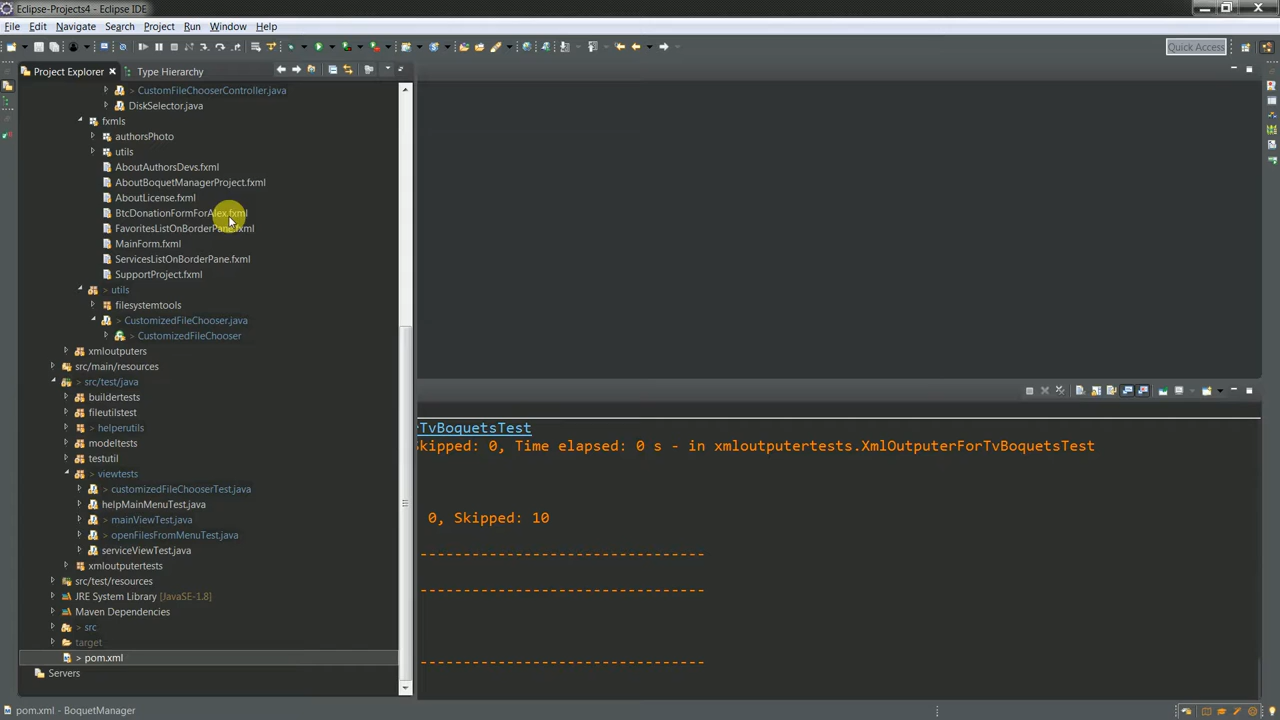 Eclipse-Projects4 - Eclipse IDE
File Edit Navigate Search Project Run Window Help
Quick Access
Project Explorer Type Hierarchy
> CustomFileChooserController.java
DiskSelector.java
fxmls
authorsPhoto
utils
AboutAuthorsDevs.fxml
AboutBoquetManagerProject.fxml
AboutLicense.fxml
BtcDonationFormForAlex.fxml
FavoritesListOnBorderPane.fxml
MainForm.fxml
ServicesListOnBorderPane.fxml
SupportProject.fxml
> utils
filesystemtools
> CustomizedFileChooser.java
> CustomizedFileChooser
xmloutputers
src/main/resources
> src/test/java
buildertests
fileutilstest
> helperutils
modeltests
testutil
> viewtests
> customizedFileChooserTest.java
helpMainMenuTest.java
> mainViewTest.java
> openFilesFromMenuTest.java
serviceViewTest.java
xmloutputertests
src/test/resources
JRE System Library [JavaSE-1.8]
Maven Dependencies
> src
target
> pom.xml
Servers
TvBoquetsTest
kipped: 0, Time elapsed: 0 s - in xmloutputertests.XmlOutputerForTvBoquetsTest
0, Skipped: 10
--------------------------------
--------------------------------
--------------------------------
pom.xml - BoquetManager